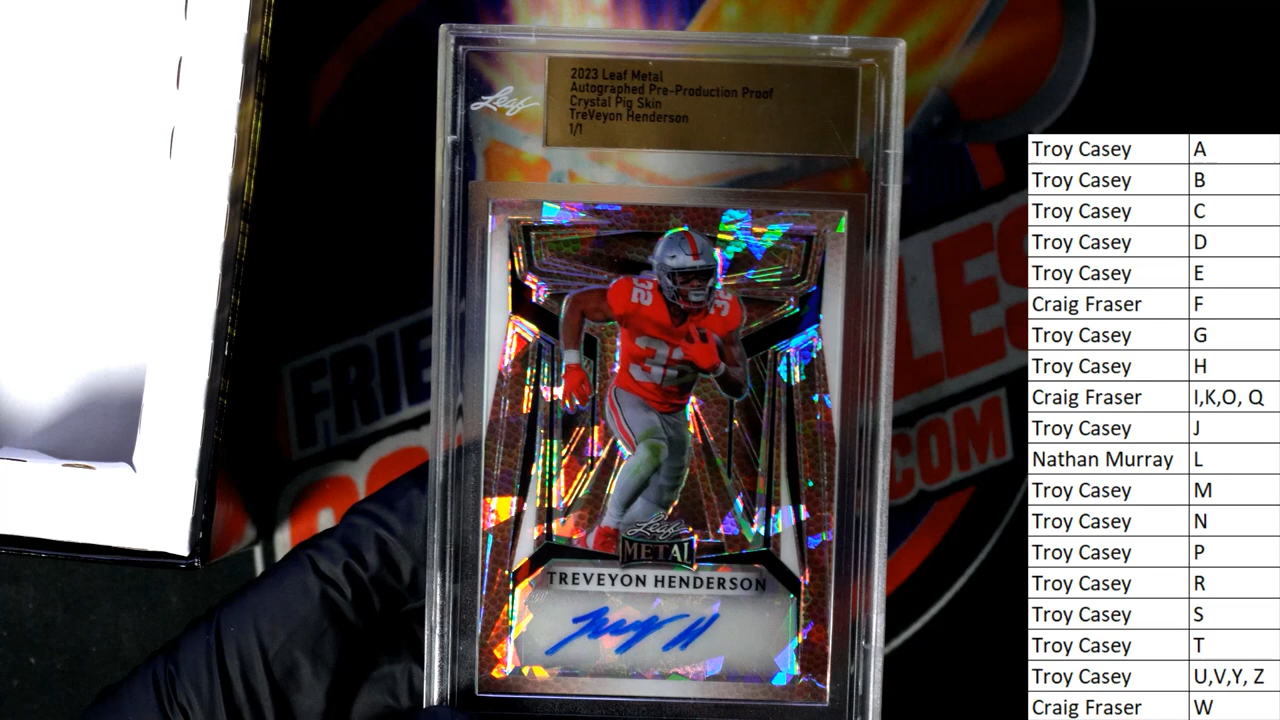 Leaf
2023 Leaf Metal
Autographed Pre-Production Proof
Crystal Pig Skin
TreVeyon Henderson
1/1
32
32
Leaf
METAL
TREVEYON HENDERSON
.COM
Troy Casey A
Troy Casey B
Troy Casey C
Troy Casey D
Troy Casey E
Craig Fraser F
Troy Casey G
Troy Casey H
Craig Fraser I,K,O, Q
Troy Casey J
Nathan Murray L
Troy Casey M
Troy Casey N
Troy Casey P
Troy Casey R
Troy Casey S
Troy Casey T
Troy Casey U,V,Y, Z
Craig Fraser W